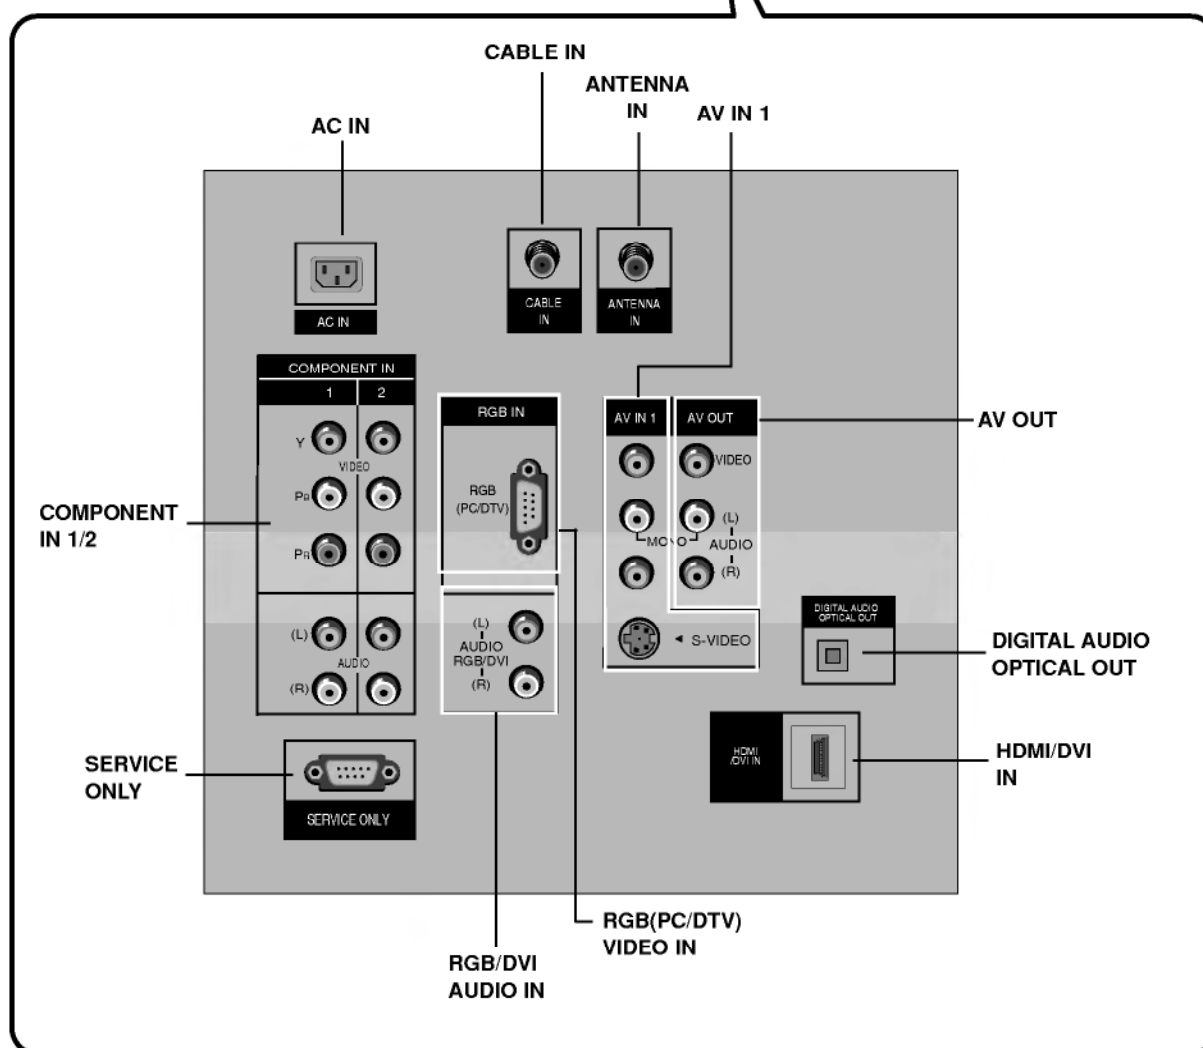 CABLE IN
ANTENNA
IN
AV IN 1
AC IN
CABLE
IN
ANTENNA
IN
AC IN
COMPONENT IN
1 2
Y
VIDEO
PB
PR
(L)
AUDIO
(R)
RGB IN
RGB
(PC/DTV)
(L)
AUDIO
RGB/DVI
(R)
AV IN 1
AV OUT
VIDEO
(L)
MONO
AUDIO
(R)
S-VIDEO
AV OUT
COMPONENT
IN 1/2
DIGITAL AUDIO
OPTICAL OUT
DIGITAL AUDIO
OPTICAL OUT
SERVICE
ONLY
SERVICE ONLY
HDMI
/DVI IN
HDMI/DVI
IN
RGB(PC/DTV)
VIDEO IN
RGB/DVI
AUDIO IN